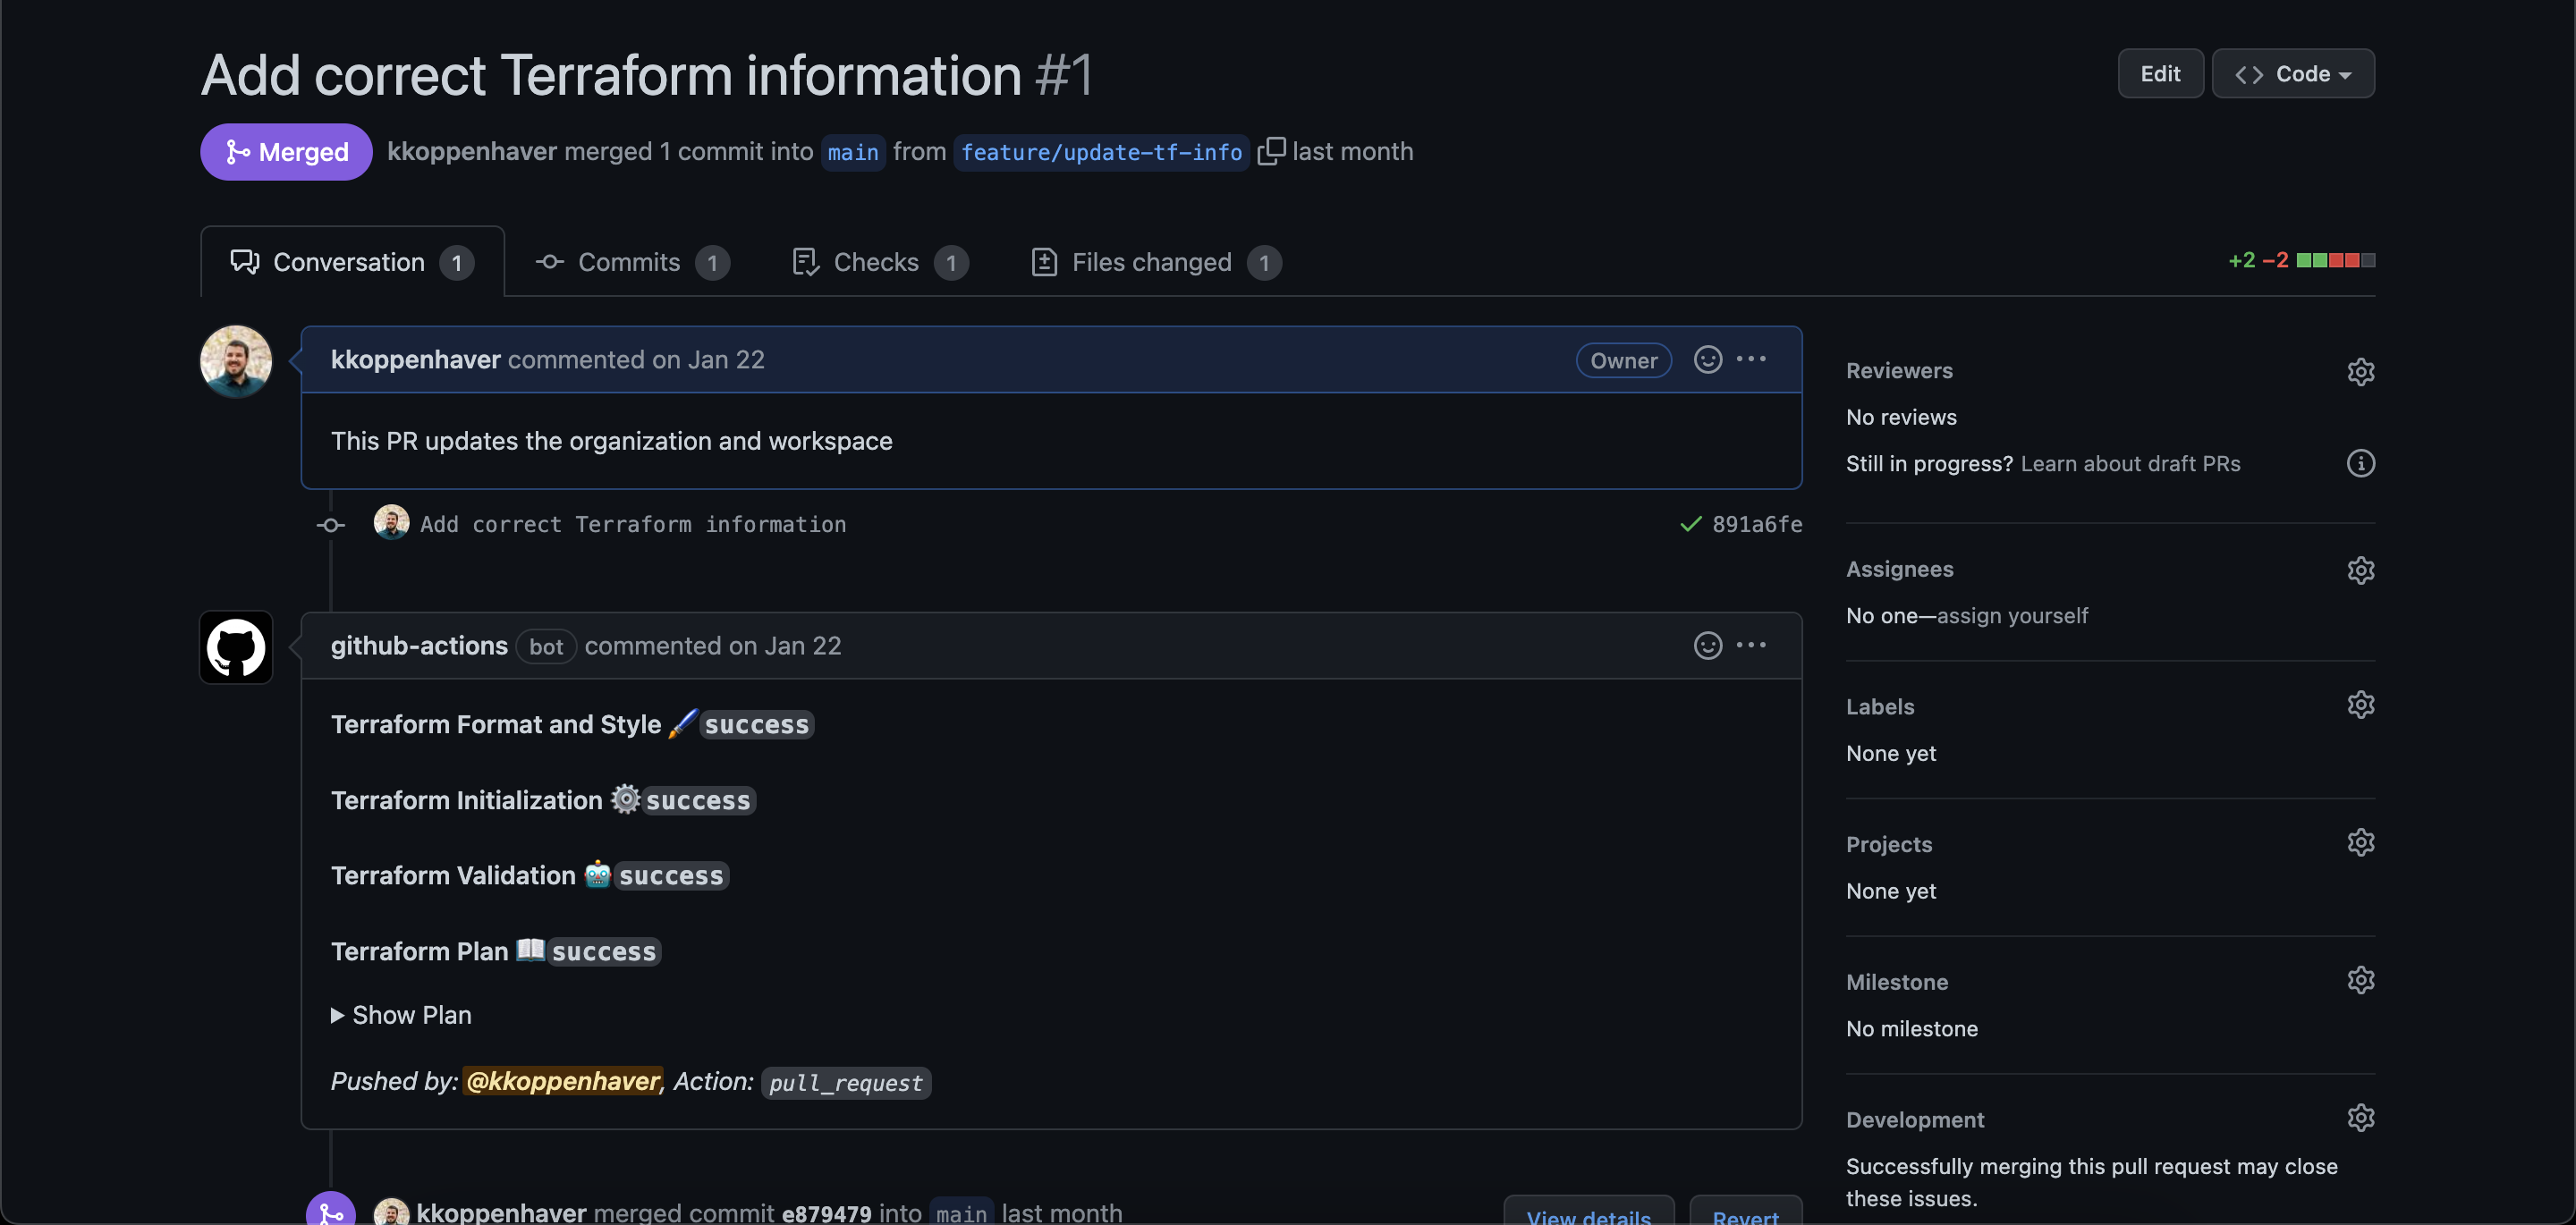 Add correct Terraform information #1
Edit
<> Code
Merged
kkoppenhaver merged 1 commit into main from feature/update-tf-info last month
Conversation 1
Commits 1
Checks 1
Files changed 1
+2 −2
kkoppenhaver commented on Jan 22
Owner
This PR updates the organization and workspace
Add correct Terraform information
891a6fe
github-actions bot commented on Jan 22
Terraform Format and Style 🖌success
Terraform Initialization ⚙️success
Terraform Validation 🤖success
Terraform Plan 📖success
Show Plan
Pushed by: @kkoppenhaver, Action: pull_request
kkoppenhaver merged commit e879479 into main last month
View details
Revert
Reviewers
No reviews
Still in progress? Learn about draft PRs
Assignees
No one—assign yourself
Labels
None yet
Projects
None yet
Milestone
No milestone
Development
Successfully merging this pull request may close
these issues.